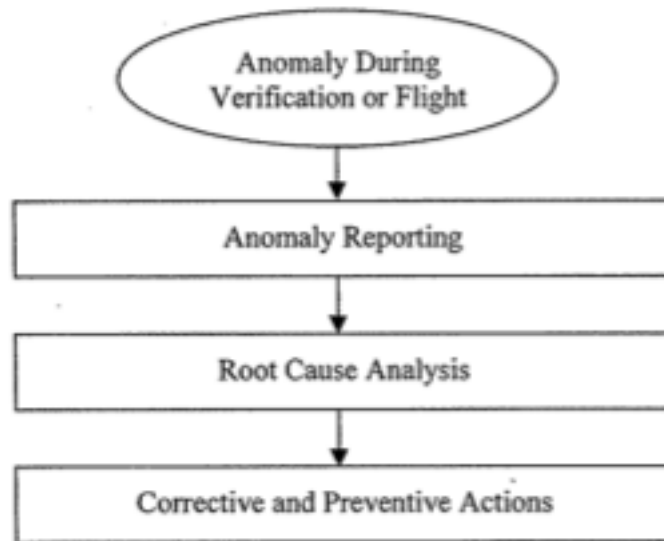 Anomaly During
Verification or Flight
Anomaly Reporting
Root Cause Analysis
Corrective and Preventive Actions